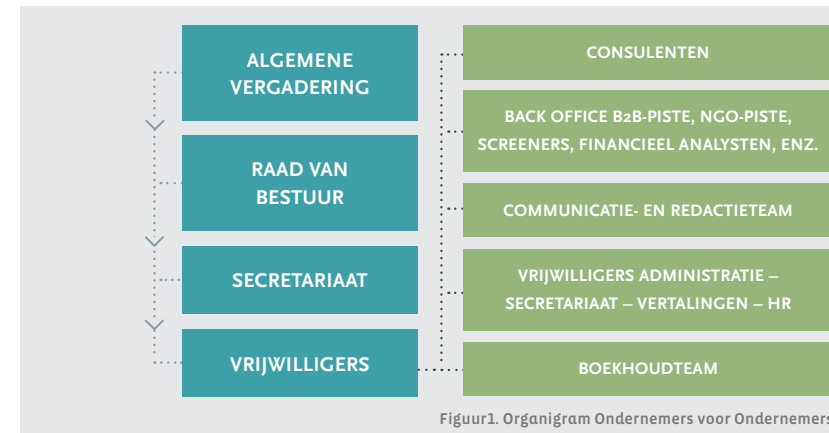 ALGEMENE
VERGADERING
RAAD VAN
BESTUUR
SECRETARIAAT
VRIJWILLIGERS
CONSULENTEN
BACK OFFICE B2B-PISTE, NGO-PISTE,
SCREENERS, FINANCIEEL ANALYSTEN, ENZ.
COMMUNICATIE- EN REDACTIETEAM
VRIJWILLIGERS ADMINISTRATIE –
SECRETARIAAT – VERTALINGEN – HR
BOEKHOUDTEAM
Figuur1. Organigram Ondernemers voor Ondernemers